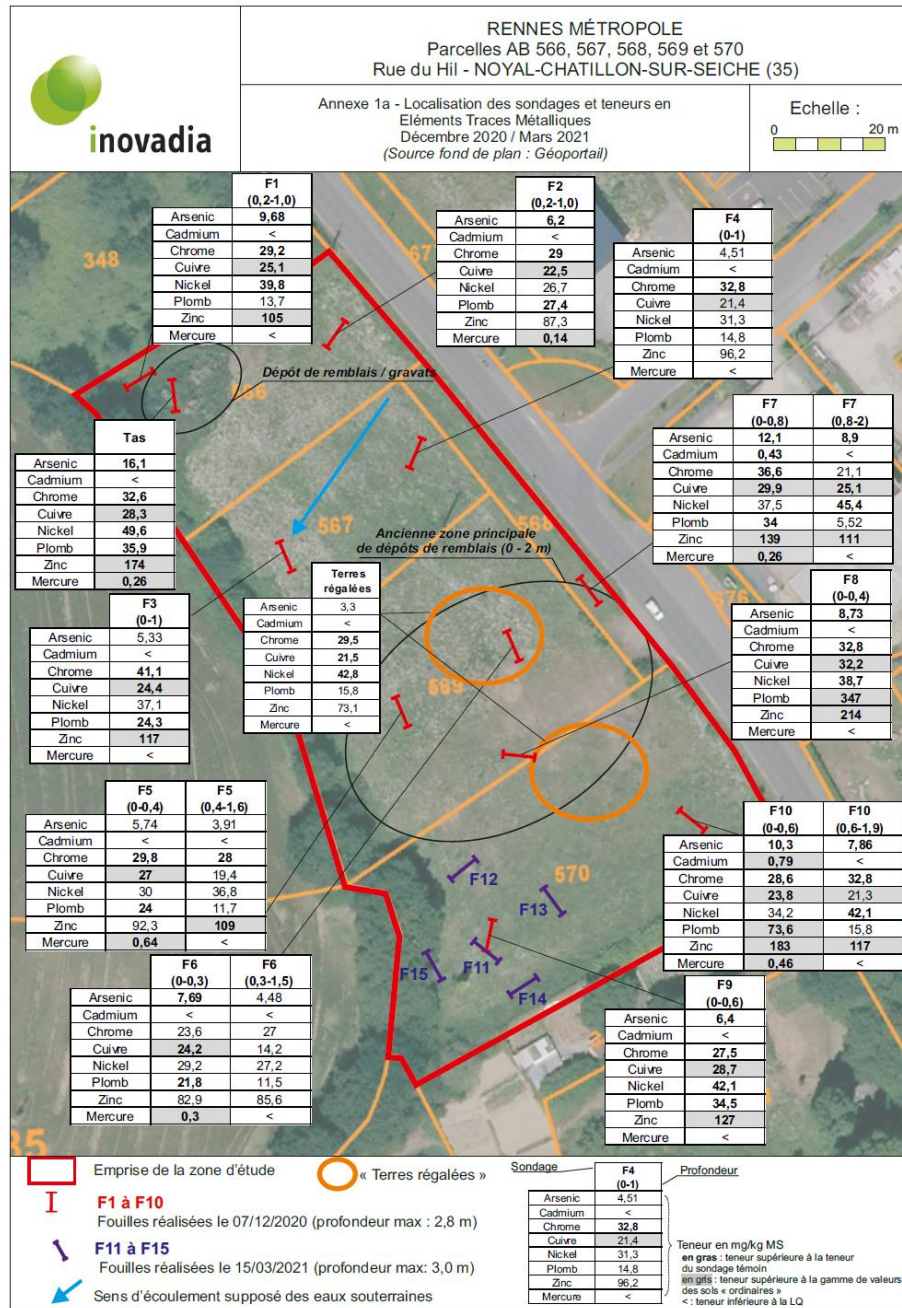 inovadia
RENNES MÉTROPOLE
Parcelles AB 566, 567, 568, 569 et 570
Rue du Hil - NOYAL-CHATILLON-SUR-SEICHE (35)
Annexe 1a - Localisation des sondages et teneurs en
Eléments Traces Métalliques
Décembre 2020 / Mars 2021
(Source fond de plan : Géoportail)
Echelle :
0 20 m
348
F1
(0,2-1,0)
Arsenic 9,68
Cadmium <
Chrome 29,2
Cuivre 25,1
Nickel 39,8
Plomb 13,7
Zinc 105
Mercure <
F2
(0,2-1,0)
Arsenic 6,2
Cadmium <
Chrome 29
Cuivre 22,5
Nickel 26,7
Plomb 27,4
Zinc 87,3
Mercure 0,14
F4
(0-1)
Arsenic 4,51
Cadmium <
Chrome 32,8
Cuivre 21,4
Nickel 31,3
Plomb 14,8
Zinc 96,2
Mercure <
Dépôt de remblais / gravats
Tas
Arsenic 16,1
Cadmium <
Chrome 32,6
Cuivre 28,3
Nickel 49,6
Plomb 35,9
Zinc 174
Mercure 0,26
F7 F7
(0-0,8) (0,8-2)
Arsenic 12,1 8,9
Cadmium 0,43 <
Chrome 36,6 21,1
Cuivre 29,9 25,1
Nickel 37,5 45,4
Plomb 34 5,52
Zinc 139 111
Mercure 0,26 <
567
568
Ancienne zone principale
de dépôts de remblais (0 - 2 m)
676
F3
(0-1)
Arsenic 5,33
Cadmium <
Chrome 41,1
Cuivre 24,4
Nickel 37,1
Plomb 24,3
Zinc 117
Mercure <
Terres
régalées
Arsenic 3,3
Cadmium <
Chrome 29,5
Cuivre 21,5
Nickel 42,8
Plomb 15,8
Zinc 73,1
Mercure <
569
F8
(0-0,4)
Arsenic 8,73
Cadmium <
Chrome 32,8
Cuivre 32,2
Nickel 38,7
Plomb 347
Zinc 214
Mercure <
F5 F5
(0-0,4) (0,4-1,6)
Arsenic 5,74 3,91
Cadmium < <
Chrome 29,8 28
Cuivre 27 19,4
Nickel 30 36,8
Plomb 24 11,7
Zinc 92,3 109
Mercure 0,64 <
F10 F10
(0-0,6) (0,6-1,9)
Arsenic 10,3 7,86
Cadmium 0,79 <
Chrome 28,6 32,8
Cuivre 23,8 21,3
Nickel 34,2 42,1
Plomb 73,6 15,8
Zinc 183 117
Mercure 0,46 <
570
F12
F13
F15
F11
F14
F6 F6
(0-0,3) (0,3-1,5)
Arsenic 7,69 4,48
Cadmium < <
Chrome 23,6 27
Cuivre 24,2 14,2
Nickel 29,2 27,2
Plomb 21,8 11,5
Zinc 82,9 85,6
Mercure 0,3 <
F9
(0-0,6)
Arsenic 6,4
Cadmium <
Chrome 27,5
Cuivre 28,7
Nickel 42,1
Plomb 34,5
Zinc 127
Mercure <
Emprise de la zone d'étude
« Terres régalées »
F1 à F10
Fouilles réalisées le 07/12/2020 (profondeur max : 2,8 m)
F11 à F15
Fouilles réalisées le 15/03/2021 (profondeur max: 3,0 m)
Sens d'écoulement supposé des eaux souterraines
Sondage
Profondeur
F4
(0-1)
Arsenic 4,51
Cadmium <
Chrome 32,8
Cuivre 21,4
Nickel 31,3
Plomb 14,8
Zinc 96,2
Mercure <
Teneur en mg/kg MS
en gras : teneur supérieure à la teneur
du sondage témoin
en gris : teneur supérieure à la gamme de valeurs
des sols « ordinaires »
< : teneur inférieure à la LQ